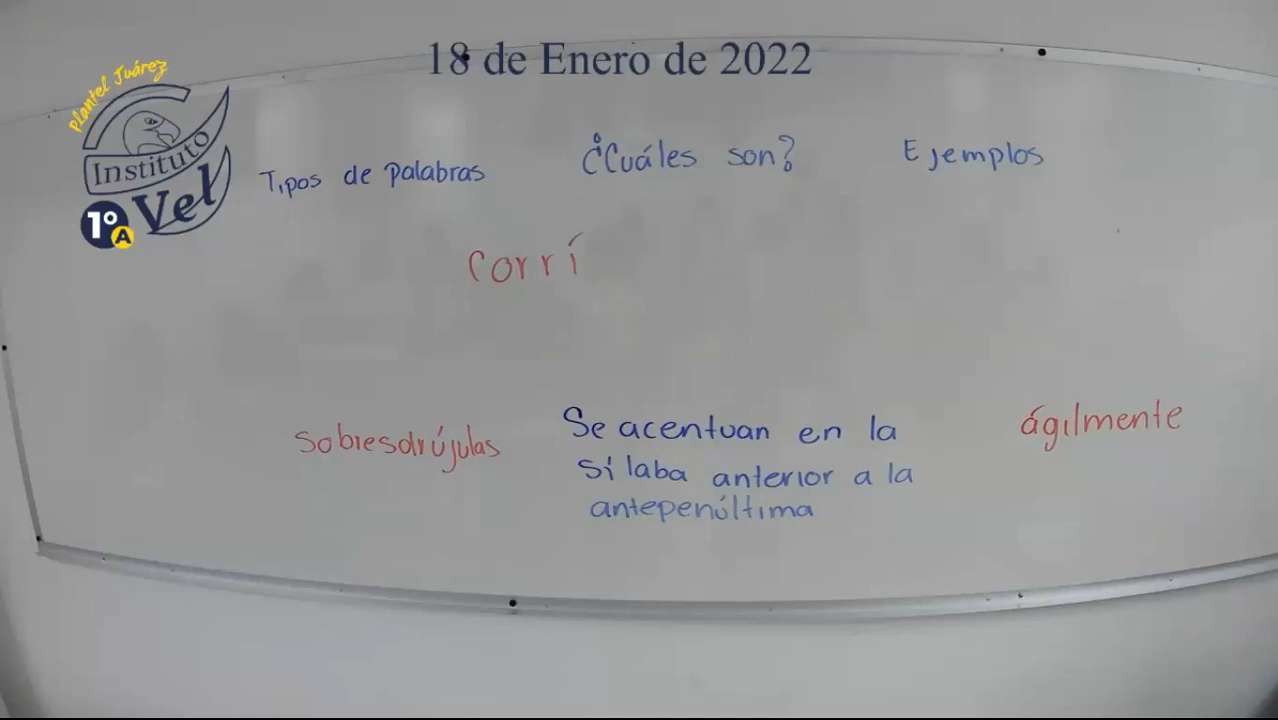 18 de Enero de 2022
Plantel Juárez
Instituto
Vel
1º A
Tipos de palabras
¿Cuáles son?
Ejemplos
Corrí
Sobresdrújulas
Se acentuan en la
Sílaba anterior a la
antepenúltima
ágilmente